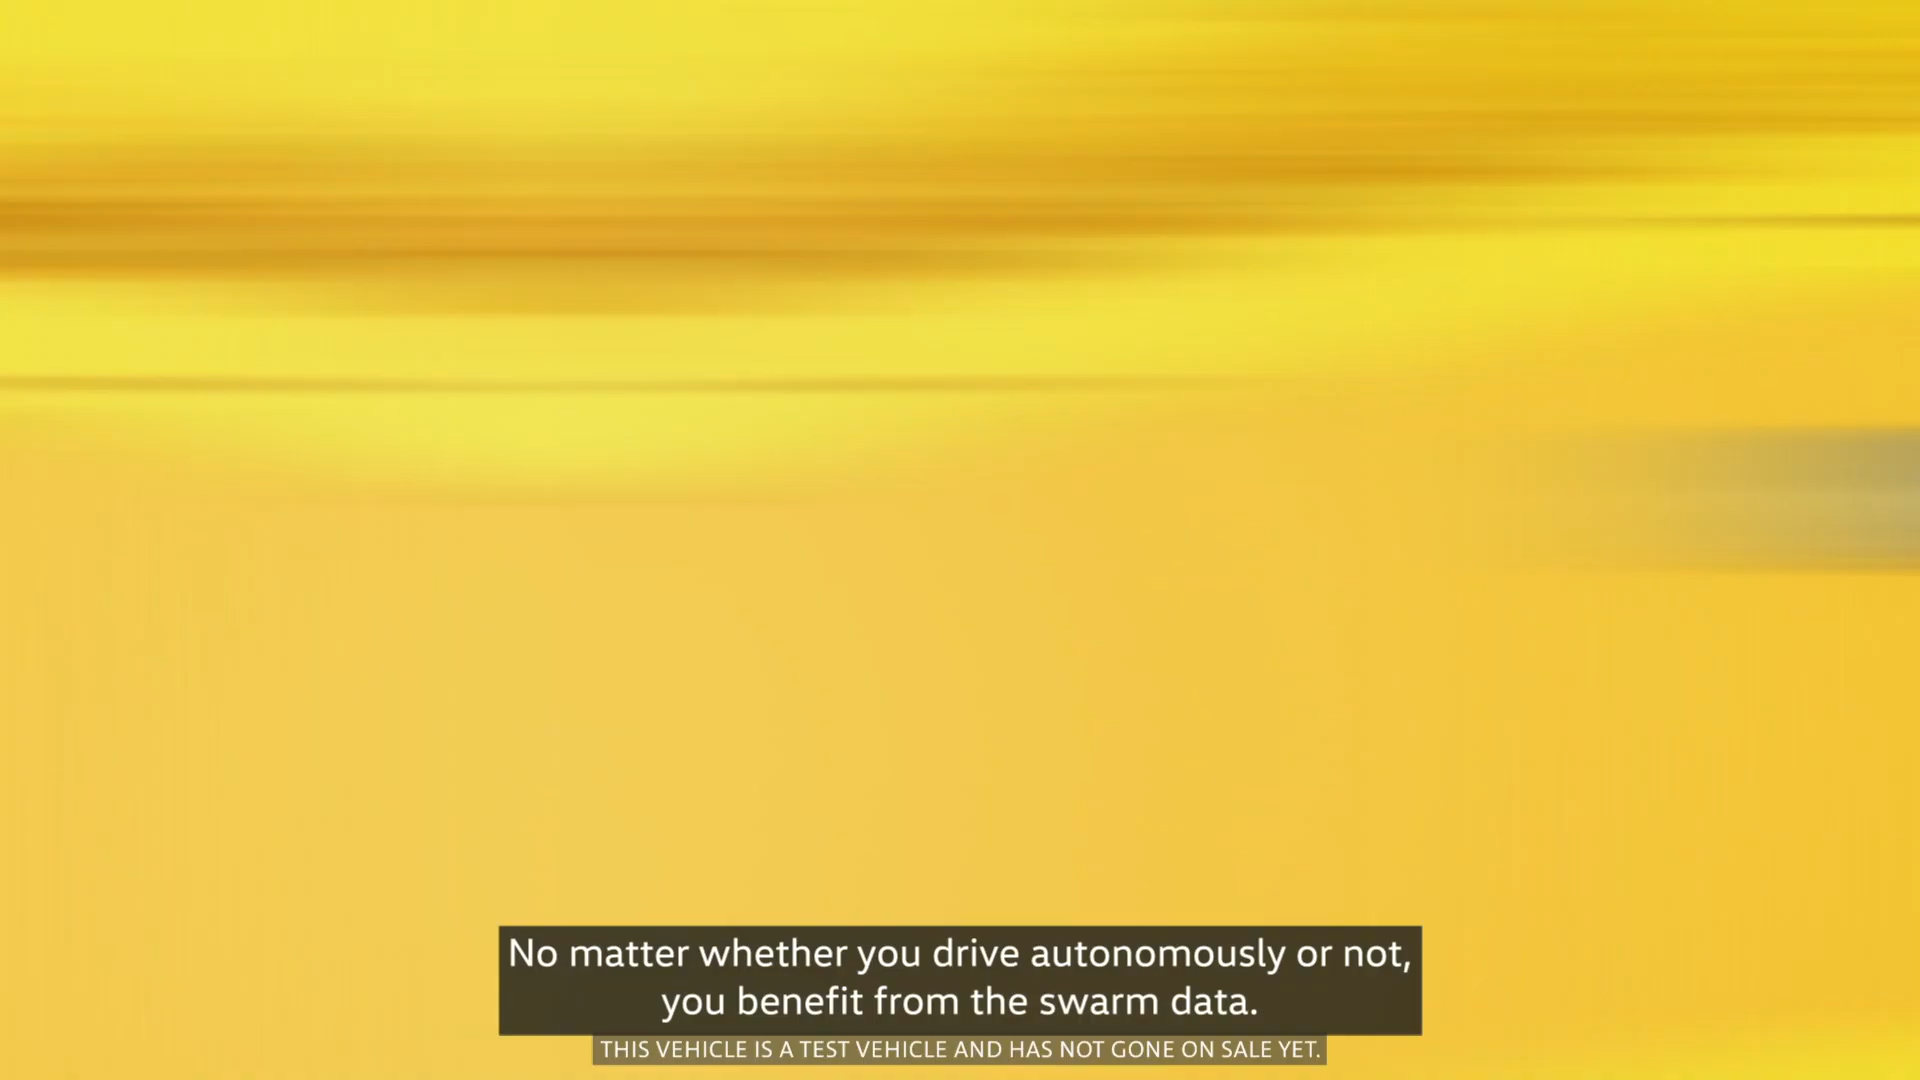 No matter whether you drive autonomously or not,
you benefit from the swarm data.
THIS VEHICLE IS A TEST VEHICLE AND HAS NOT GONE ON SALE YET.